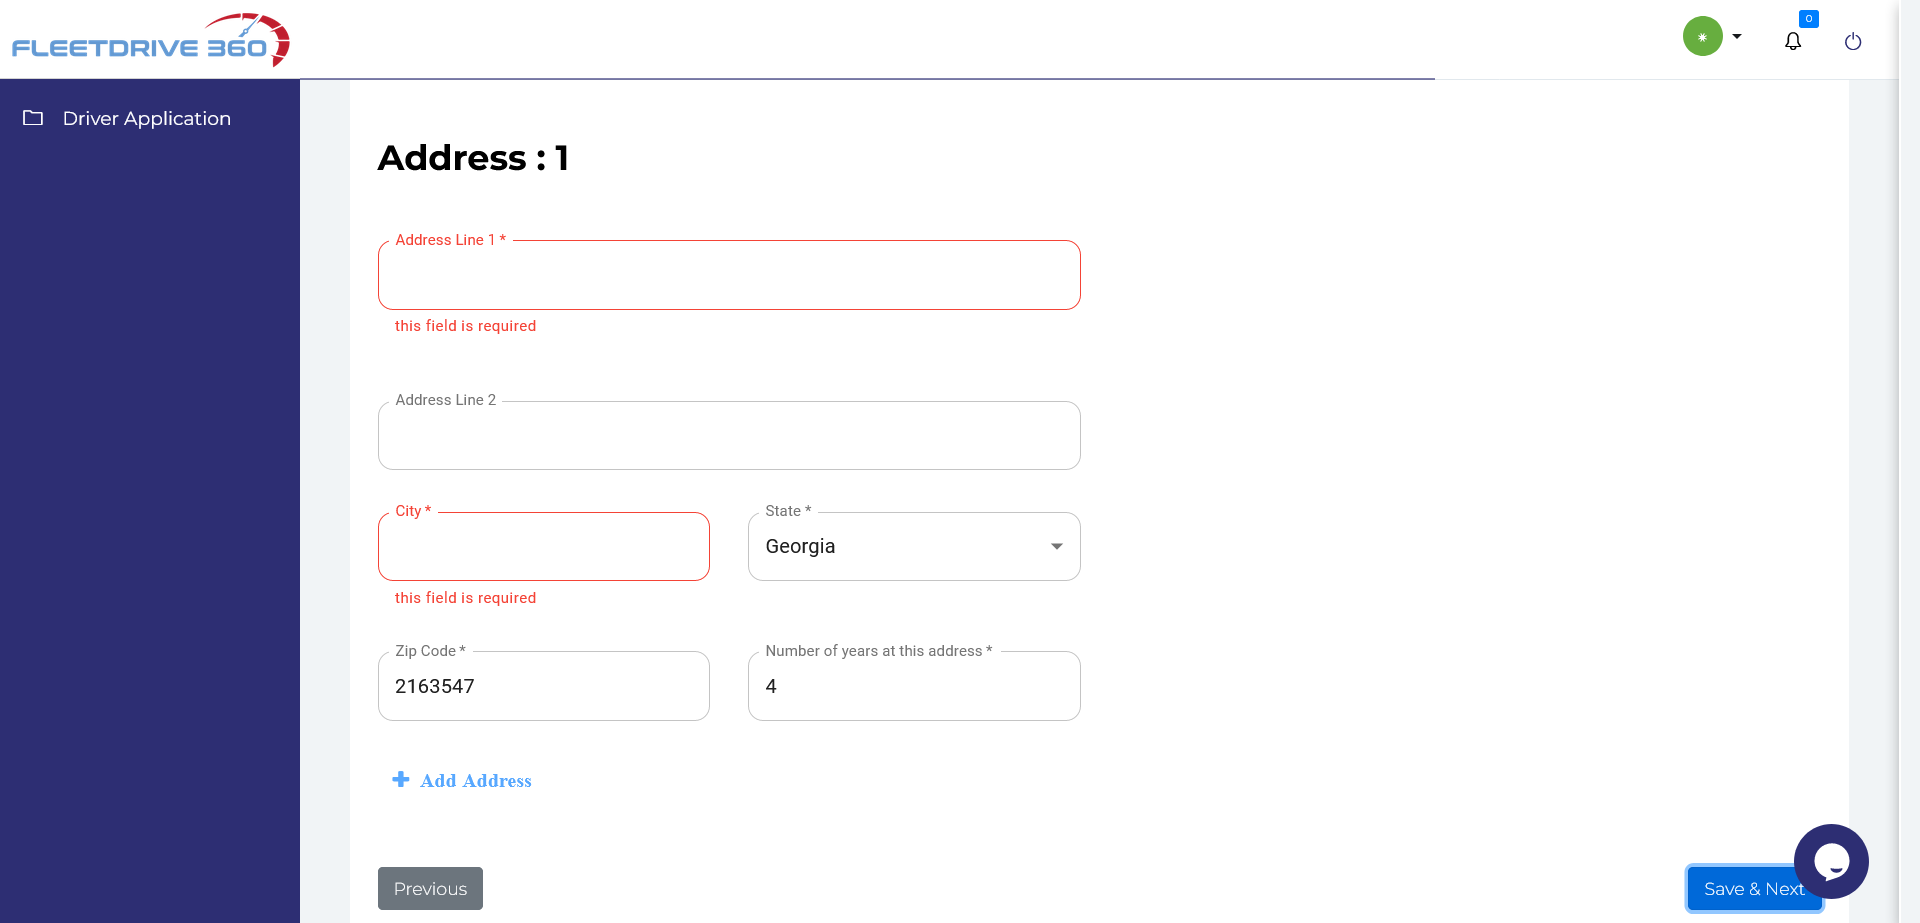 FLEETDRIVE 360
0
Driver Application
Address : 1
Address Line 1 *
this field is required
Address Line 2
City *
State *
Georgia
this field is required
Zip Code *
Number of years at this address *
2163547
4
Add Address
Previous
Save & Next